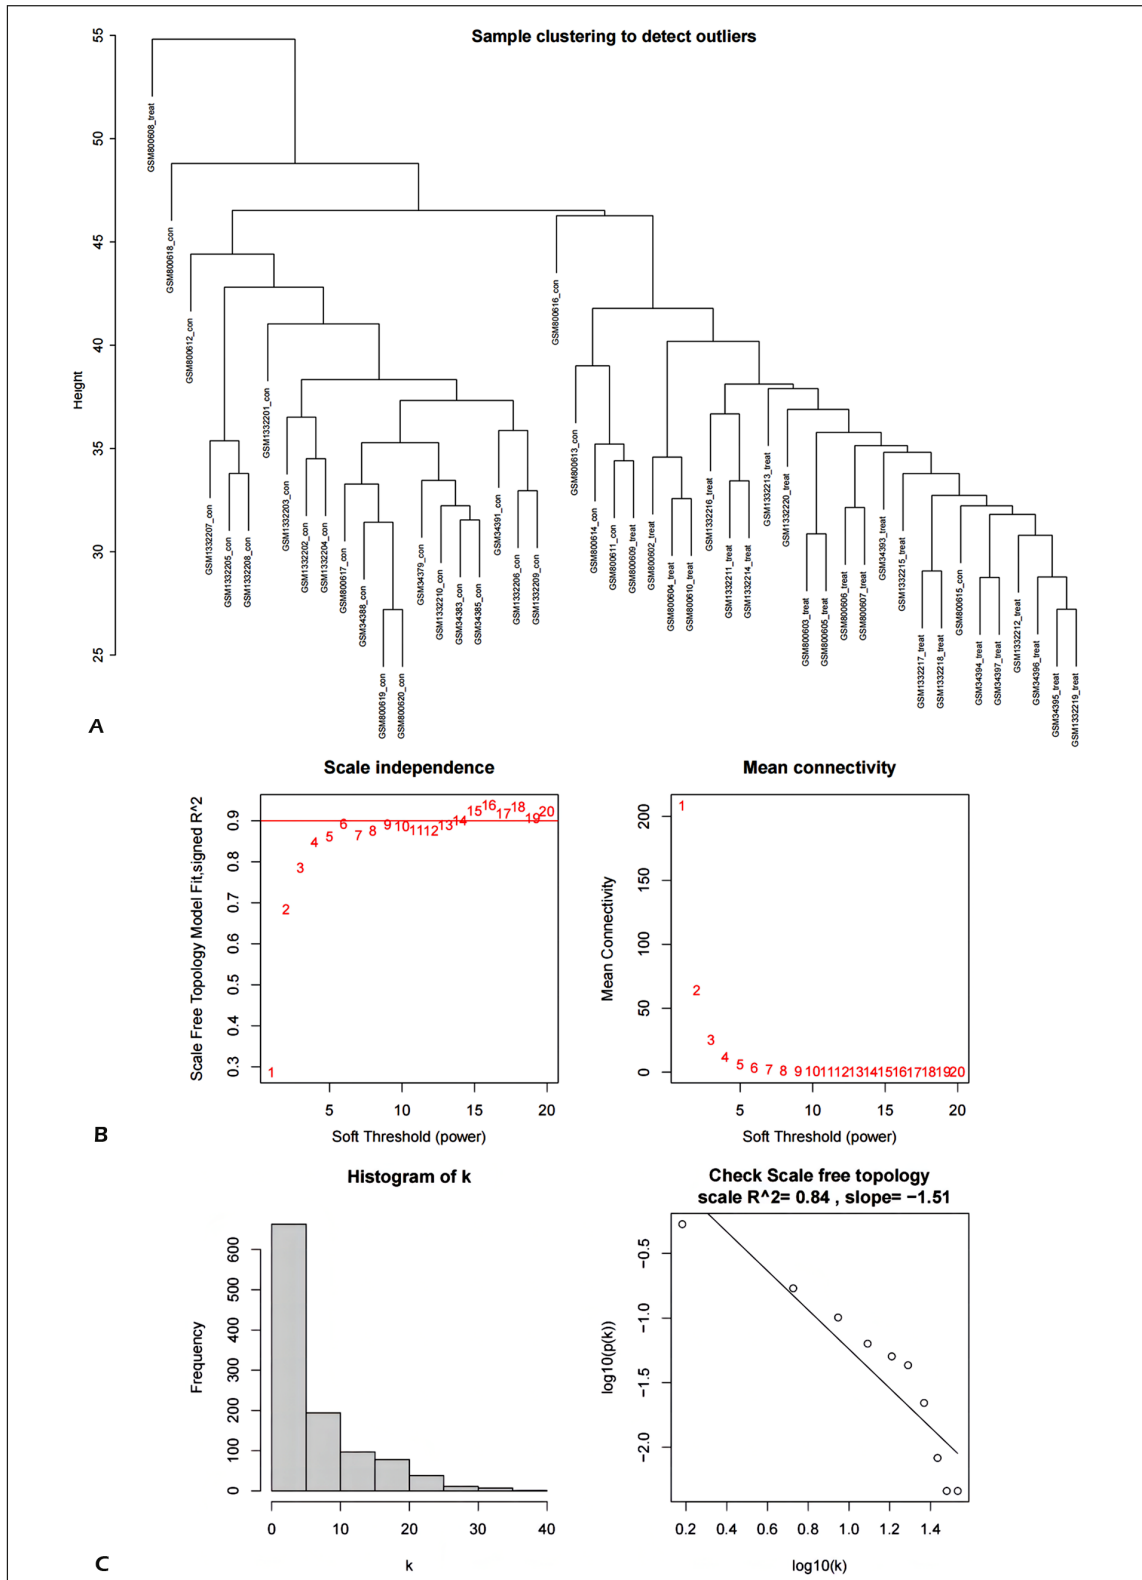 Sample clustering to detect outliers
55
50
45
40
35
30
25
Height
GSM800608_treat
GSM800618_con
GSM800612_con
GSM1332207_con
GSM1332205_con
GSM1332208_con
GSM1332201_con
GSM1332203_con
GSM1332202_con
GSM1332204_con
GSM800617_con
GSM34388_con
GSM800619_con
GSM800620_con
GSM34379_con
GSM1332210_con
GSM34383_con
GSM34385_con
GSM34391_con
GSM1332206_con
GSM1332209_con
GSM800616_con
GSM800613_con
GSM800614_con
GSM800611_con
GSM800609_treat
GSM800602_treat
GSM800604_treat
GSM800610_treat
GSM1332216_treat
GSM1332211_treat
GSM1332214_treat
GSM1332213_treat
GSM1332220_treat
GSM800603_treat
GSM800605_treat
GSM800606_treat
GSM800607_treat
GSM34393_treat
GSM1332215_treat
GSM1332217_treat
GSM1332218_treat
GSM800615_con
GSM34394_treat
GSM34397_treat
GSM1332212_treat
GSM34396_treat
GSM34395_treat
GSM1332219_treat
A
Scale independence
Scale Free Topology Model Fit,signed R^2
0.9
0.8
0.7
0.6
0.5
0.4
0.3
1 2 3 4 5 6 7 8 9 10 11 12 13 14 15 16 17 18 19 20
5 10 15 20
Soft Threshold (power)
Mean connectivity
Mean Connectivity
200
150
100
50
0
1 2 3 4 5 6 7 8 9 10 11 12 13 14 15 16 17 18 19 20
5 10 15 20
Soft Threshold (power)
B
Histogram of k
Frequency
600
500
400
300
200
100
0
0 10 20 30 40
k
Check Scale free topology
scale R^2= 0.84 , slope= −1.51
log10(p(k))
−0.5
−1.0
−1.5
−2.0
0.2 0.4 0.6 0.8 1.0 1.2 1.4
log10(k)
C